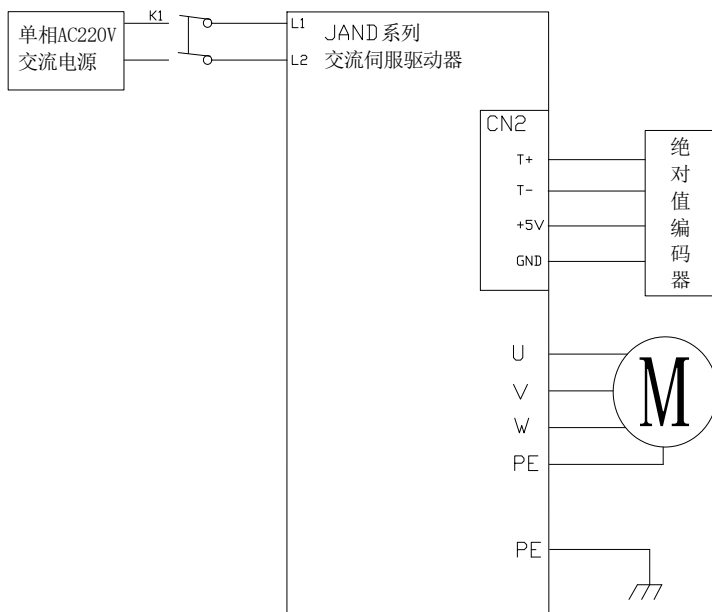 单相AC220V
交流电源
K1
L1
L2
JAND系列
交流伺服驱动器
CN2
T+
T-
+5V
GND
绝对值编码器
U
V
W
PE
M
PE